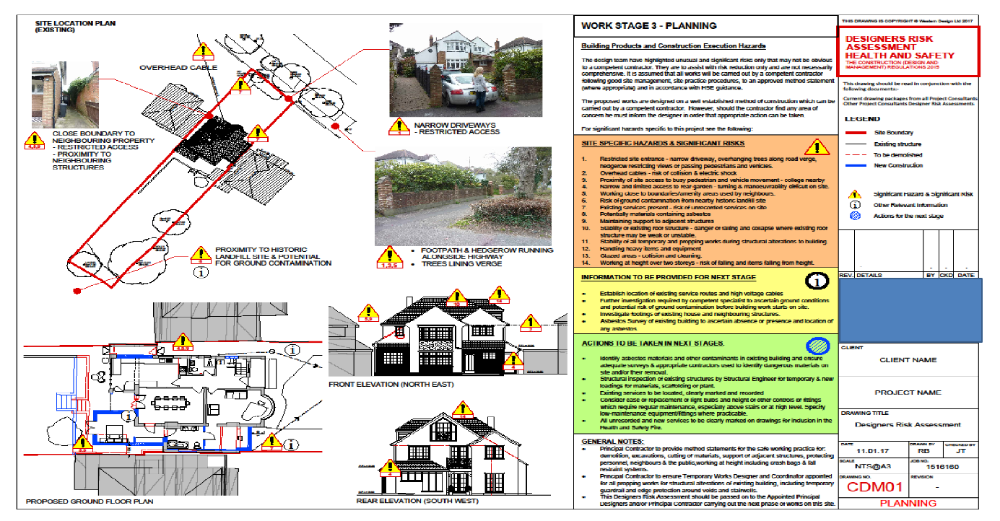 SITE LOCATION PLAN
(EXISTING)
2
OVERHEAD CABLE
7
7
4,5,9
CLOSE BOUNDARY TO
NEIGHBOURING PROPERTY
- RESTRICTED ACCESS
- PROXIMITY TO
NEIGHBOURING
STRUCTURES
1
NARROW DRIVEWAYS
- RESTRICTED ACCESS
6
i
PROXIMITY TO HISTORIC
LANDFILL SITE & POTENTIAL
FOR GROUND CONTAMINATION
1,3,5
• FOOTPATH & HEDGEROW RUNNING
ALONGSIDE HIGHWAY
• TREES LINING VERGE
i
i
7
i
PROPOSED GROUND FLOOR PLAN
5,9
10
14
2
4
FRONT ELEVATION (NORTH EAST)
14
4
REAR ELEVATION (SOUTH WEST)
WORK STAGE 3 - PLANNING
Building Products and Construction Execution Hazards
The design team have highlighted unusual and significant risks only that may not be obvious
to a competent contractor. They are to assist with risk reduction only and are not necessarily
comprehensive. It is assumed that all works will be carried out by a competent contractor
following good site management, site practice procedures, to an approved method statement
(where appropriate) and in accordance with HSE guidance.
The proposed works are designed on a well established method of construction which can be
carried out by a competent contractor. However, should the contractor find any area of
concern he must inform the designer in order that appropriate action can be taken.
For significant hazards specific to this project see the following:
SITE SPECIFIC HAZARDS & SIGNIFICANT RISKS
1. Restricted site entrance - narrow driveway, overhanging trees along road verge,
hedgerow restricting views of passing pedestrians and vehicles.
2. Overhead cables - risk of collision & electric shock
3. Proximity of site access to busy pedestrian and vehicle movement - college nearby
4. Narrow and limited access to rear garden - turning & manoeuvrability difficult on site.
5. Working close to boundaries/amenity areas used by neighbours.
6. Risk of ground contamination from nearby historic landfill site
7. Existing services present - risk of unrecorded services on site
8. Potentially materials containing asbestos
9. Maintaining support to adjacent structures
10. Stability of existing roof structure - danger of falling and collapse where existing roof
structure may be weak or unstable.
11. Stability of all temporary and propping works during structural alterations to building
12. Handling heavy items and equipment
13. Glazed areas - collision and cleaning.
14. Working at height over two storeys - risk of falling and items falling from height.
INFORMATION TO BE PROVIDED FOR NEXT STAGE
i
• Establish location of existing service routes and high voltage cables
• Further investigation required by competent specialist to ascertain ground conditions
and potential risk of ground contamination before building work starts on site.
• Investigate footings of existing house and neighbouring structures.
• Asbestos Survey of existing building to ascertain absence or presence and location of
any asbestos.
ACTIONS TO BE TAKEN IN NEXT STAGES.
• Identify asbestos materials and other contaminants in existing building and ensure
adequate surveys & appropriate contractors used to identify dangerous materials on
site and/or their removal.
• Structural inspection of existing structures by Structural Engineer for temporary & new
loadings for materials, scaffolding or plant.
• Existing services to be located, clearly marked and recorded
• Consider ease of replacement of light bulbs and height of other controls or fittings
which require regular maintenance, especially above stairs or at high level. Specify
low-maintenance equipment/fittings where practicable.
• All unrecorded and new services to be clearly marked on drawings for inclusion in the
Health and Safety File.
GENERAL NOTES:
• Principal Contractor to provide method statements for the safe working practice for:
demolition, excavations, cutting of materials, support of adjacent structures, protecting
personnel, neighbours & the public,working at height including crash bags & fall
restraint systems.
• Principal Contractor to ensure Temporary Works Designer and Coordinator appointed
for all propping works for structural alterations of existing building, including temporary
guardrail and edge protection around voids and stairwells.
• This Designers Risk Assessment should be passed on to the Appointed Principal
Designers and/or Principal Contractor carrying out the next phase of works on this site.
THIS DRAWING IS COPYRIGHT © Western Design Ltd 2017
DESIGNERS RISK
ASSESSMENT
HEALTH AND SAFETY
THE CONSTRUCTION (DESIGN AND
MANAGEMENT) REGULATIONS 2015
This drawing should be read in conjunction with the
following documents:-
Current drawing packages from all Project Consultants
Other Project Consultants Designer Risk Assessments
LEGEND
Site Boundary
Existing structure
To be demolished
New Construction
Significant Hazard & Significant Risk
i Other Relevant Information
Actions for the next stage
REV. DETAILS BY CKD DATE
CLIENT
CLIENT NAME
PROJECT NAME
DRAWING TITLE
Designers Risk Assessment
DATE DRAWN BY CHECKED BY
11.01.17 RB JT
SCALE JOB NO.
NTS@A3 1516160
DRAWING NO. REVISION
CDM01 -
PLANNING